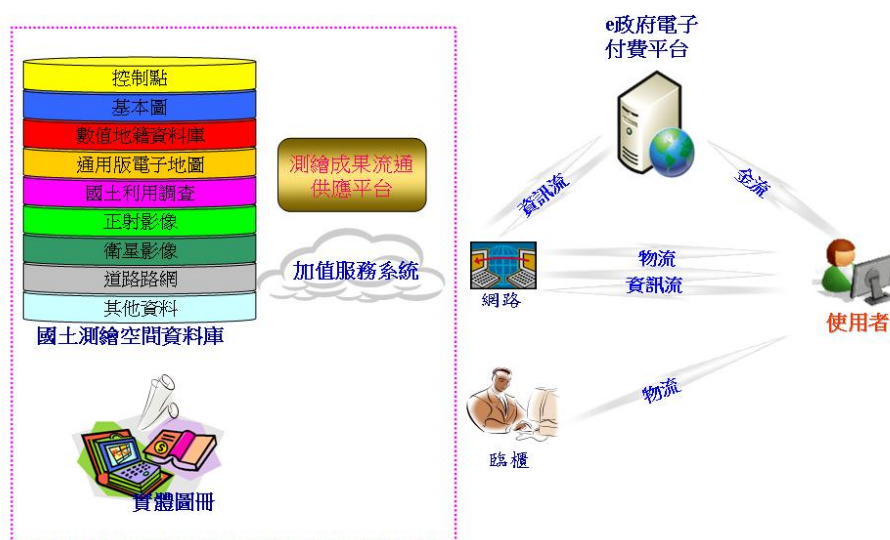 e政府電子
付費平台
控制點
基本圖
數值地籍資料庫
通用版電子地圖
國土利用調查
正射影像
衛星影像
道路路網
其他資料
國土測繪空間資料庫
測繪成果流通
供應平台
加值服務系統
資訊流
金流
物流
資訊流
網路
使用者
物流
臨櫃
實體圖冊